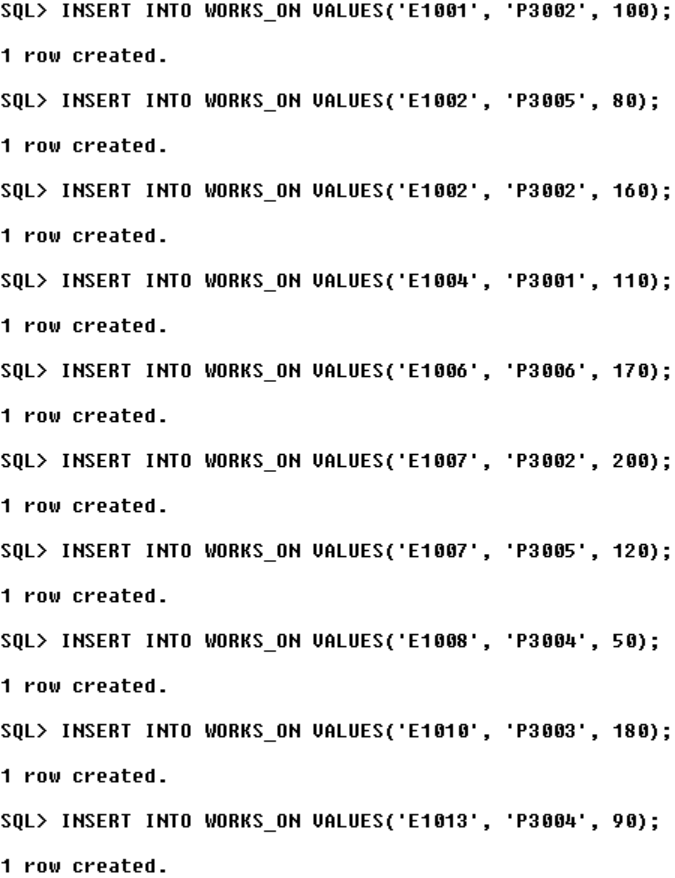 SQL> INSERT INTO WORKS_ON VALUES('E1001', 'P3002', 100);
1 row created.
SQL> INSERT INTO WORKS_ON VALUES('E1002', 'P3005', 80);
1 row created.
SQL> INSERT INTO WORKS_ON VALUES('E1002', 'P3002', 160);
1 row created.
SQL> INSERT INTO WORKS_ON VALUES('E1004', 'P3001', 110);
1 row created.
SQL> INSERT INTO WORKS_ON VALUES('E1006', 'P3006', 170);
1 row created.
SQL> INSERT INTO WORKS_ON VALUES('E1007', 'P3002', 200);
1 row created.
SQL> INSERT INTO WORKS_ON VALUES('E1007', 'P3005', 120);
1 row created.
SQL> INSERT INTO WORKS_ON VALUES('E1008', 'P3004', 50);
1 row created.
SQL> INSERT INTO WORKS_ON VALUES('E1010', 'P3003', 180);
1 row created.
SQL> INSERT INTO WORKS_ON VALUES('E1013', 'P3004', 90);
1 row created.